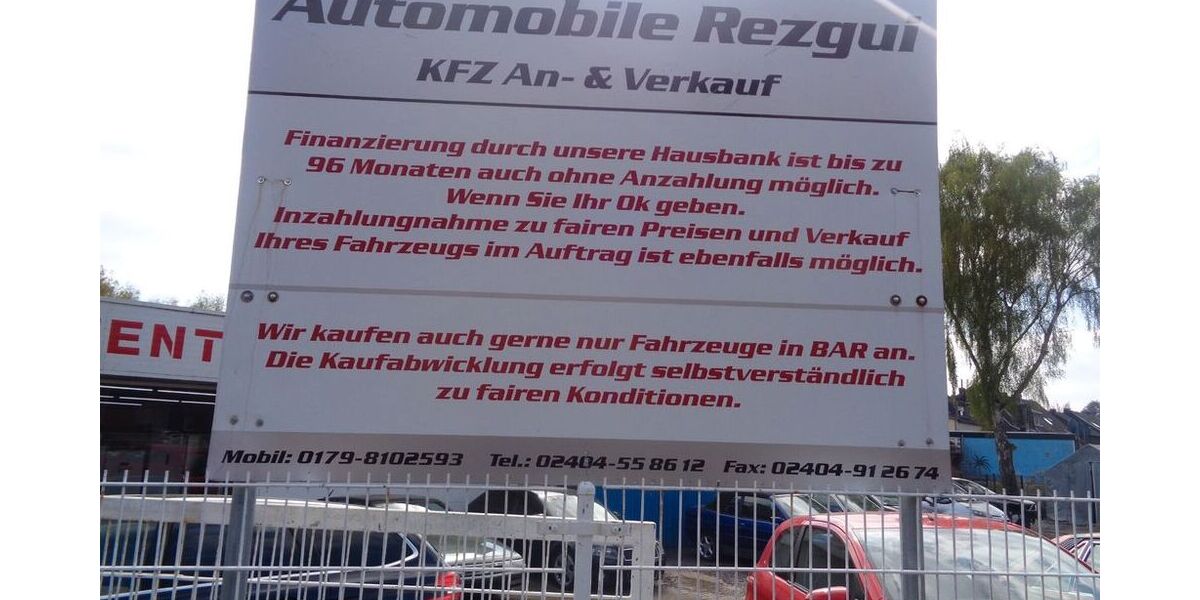 Automobile Rezgui
KFZ An- & Verkauf
Finanzierung durch unsere Hausbank ist bis zu
96 Monaten auch ohne Anzahlung möglich.
Wenn Sie Ihr Ok geben.
Inzahlungnahme zu fairen Preisen und Verkauf
Ihres Fahrzeugs im Auftrag ist ebenfalls möglich.
ENT
Wir kaufen auch gerne nur Fahrzeuge in BAR an.
Die Kaufabwicklung erfolgt selbstverständlich
zu fairen Konditionen.
Mobil: 0179-8102593 Tel.: 02404-55 86 12 Fax: 02404-91 26 74